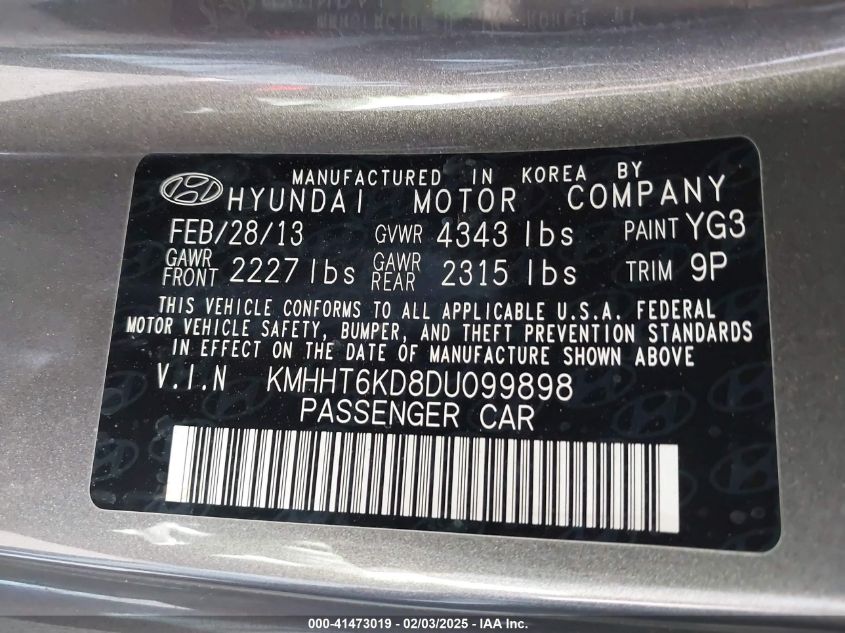 MANUFACTURED IN KOREA BY
HYUNDAI MOTOR COMPANY
FEB/28/13 GVWR 4343 lbs PAINT YG3
GAWR FRONT 2227 lbs GAWR REAR 2315 lbs TRIM 9P
THIS VEHICLE CONFORMS TO ALL APPLICABLE U.S.A. FEDERAL
MOTOR VEHICLE SAFETY, BUMPER, AND THEFT PREVENTION STANDARDS
IN EFFECT ON THE DATE OF MANUFACTURE SHOWN ABOVE
V.I.N KMHHT6KD8DU099898
PASSENGER CAR
000-41473019 - 02/03/2025 - IAA, Inc.